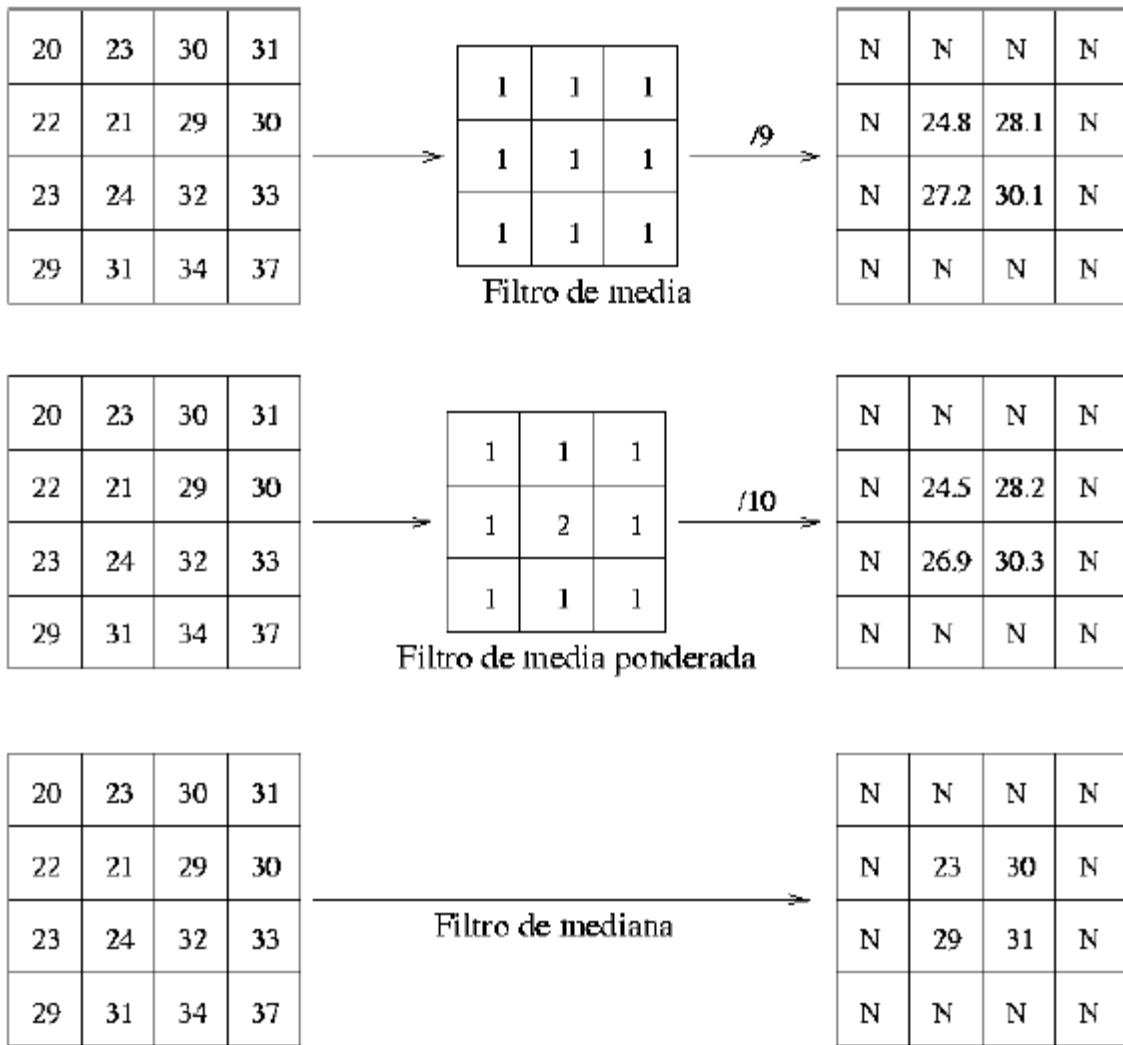 20 23 30 31
22 21 29 30
23 24 32 33
29 31 34 37
1 1 1
1 1 1
1 1 1
Filtro de media
/9
N N N N
N 24.8 28.1 N
N 27.2 30.1 N
N N N N
20 23 30 31
22 21 29 30
23 24 32 33
29 31 34 37
1 1 1
1 2 1
1 1 1
Filtro de media ponderada
/10
N N N N
N 24.5 28.2 N
N 26.9 30.3 N
N N N N
20 23 30 31
22 21 29 30
23 24 32 33
29 31 34 37
Filtro de mediana
N N N N
N 23 30 N
N 29 31 N
N N N N